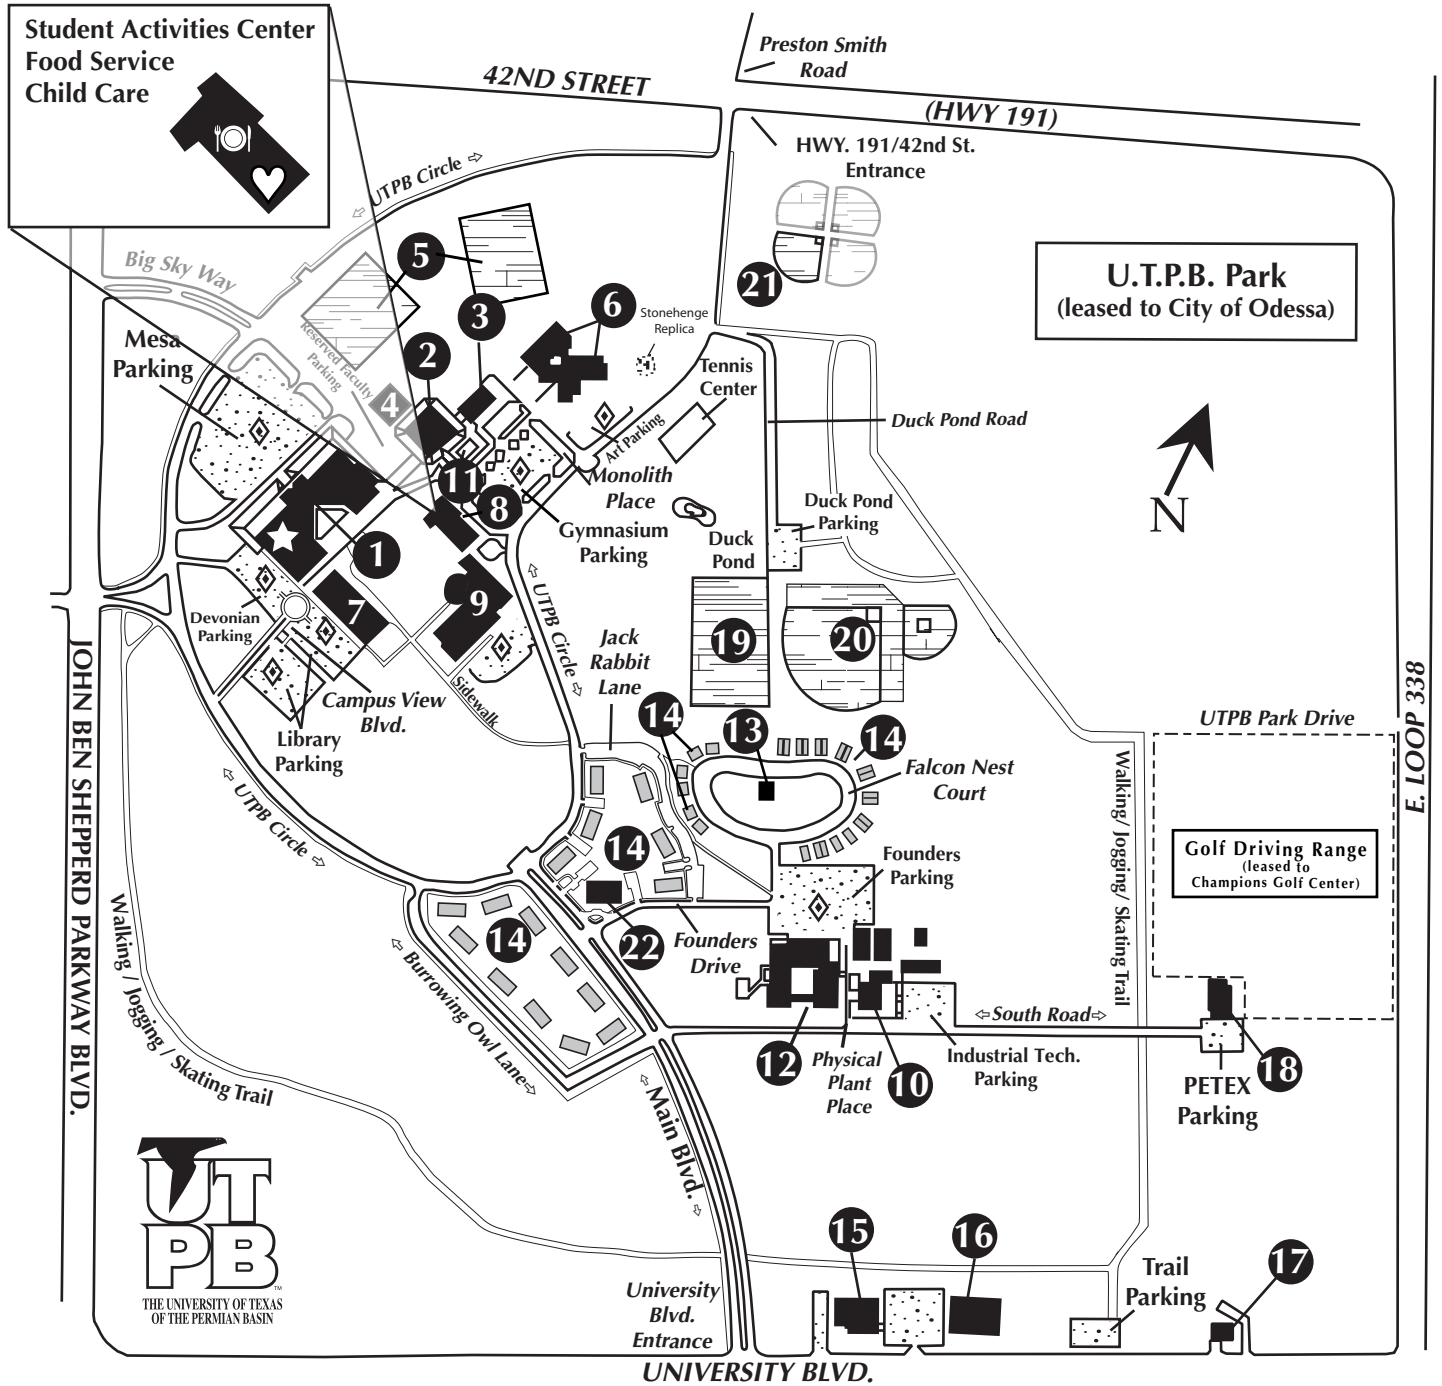 Student Activities Center
Food Service
Child Care
42ND STREET
Preston Smith
Road
(HWY 191)
HWY. 191/42nd St.
Entrance
UTPB Circle
Big Sky Way
5
21
U.T.P.B. Park
(leased to City of Odessa)
3
6
Stonehenge
Replica
Mesa
Parking
Reserved Faculty
Parking
2
4
Tennis
Center
Art Parking
Duck Pond Road
N
11
8
Monolith
Place
Gymnasium
Parking
Duck Pond
Parking
Duck
Pond
1
7
9
Devonian
Parking
UTPB Circle
Jack
Rabbit
Lane
19
20
Sidewalk
Campus View
Blvd.
Library
Parking
JOHN BEN SHEPPERD PARKWAY BLVD.
E. LOOP 338
UTPB Park Drive
14
13
14
Falcon Nest
Court
UTPB Circle
Walking/ Jogging/ Skating Trail
Golf Driving Range
(leased to
Champions Golf Center)
14
Founders
Parking
14
22
Founders
Drive
Walking / Jogging / Skating Trail
Burrowing Owl Lane
South Road
12
Physical
Plant
Place
10
Industrial Tech.
Parking
PETEX
Parking
18
Main Blvd.
UT
PB
TM
THE UNIVERSITY OF TEXAS
OF THE PERMIAN BASIN
15
16
17
Trail
Parking
University
Blvd.
Entrance
UNIVERSITY BLVD.